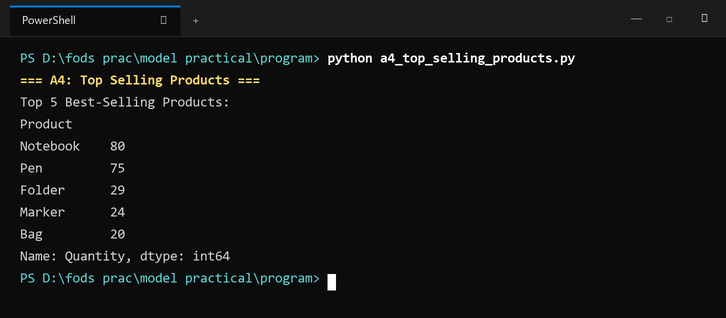 PowerShell
PS D:\fods prac\model practical\program> python a4_top_selling_products.py
=== A4: Top Selling Products ===
Top 5 Best-Selling Products:
Product
Notebook    80
Pen         75
Folder      29
Marker      24
Bag         20
Name: Quantity, dtype: int64
PS D:\fods prac\model practical\program>